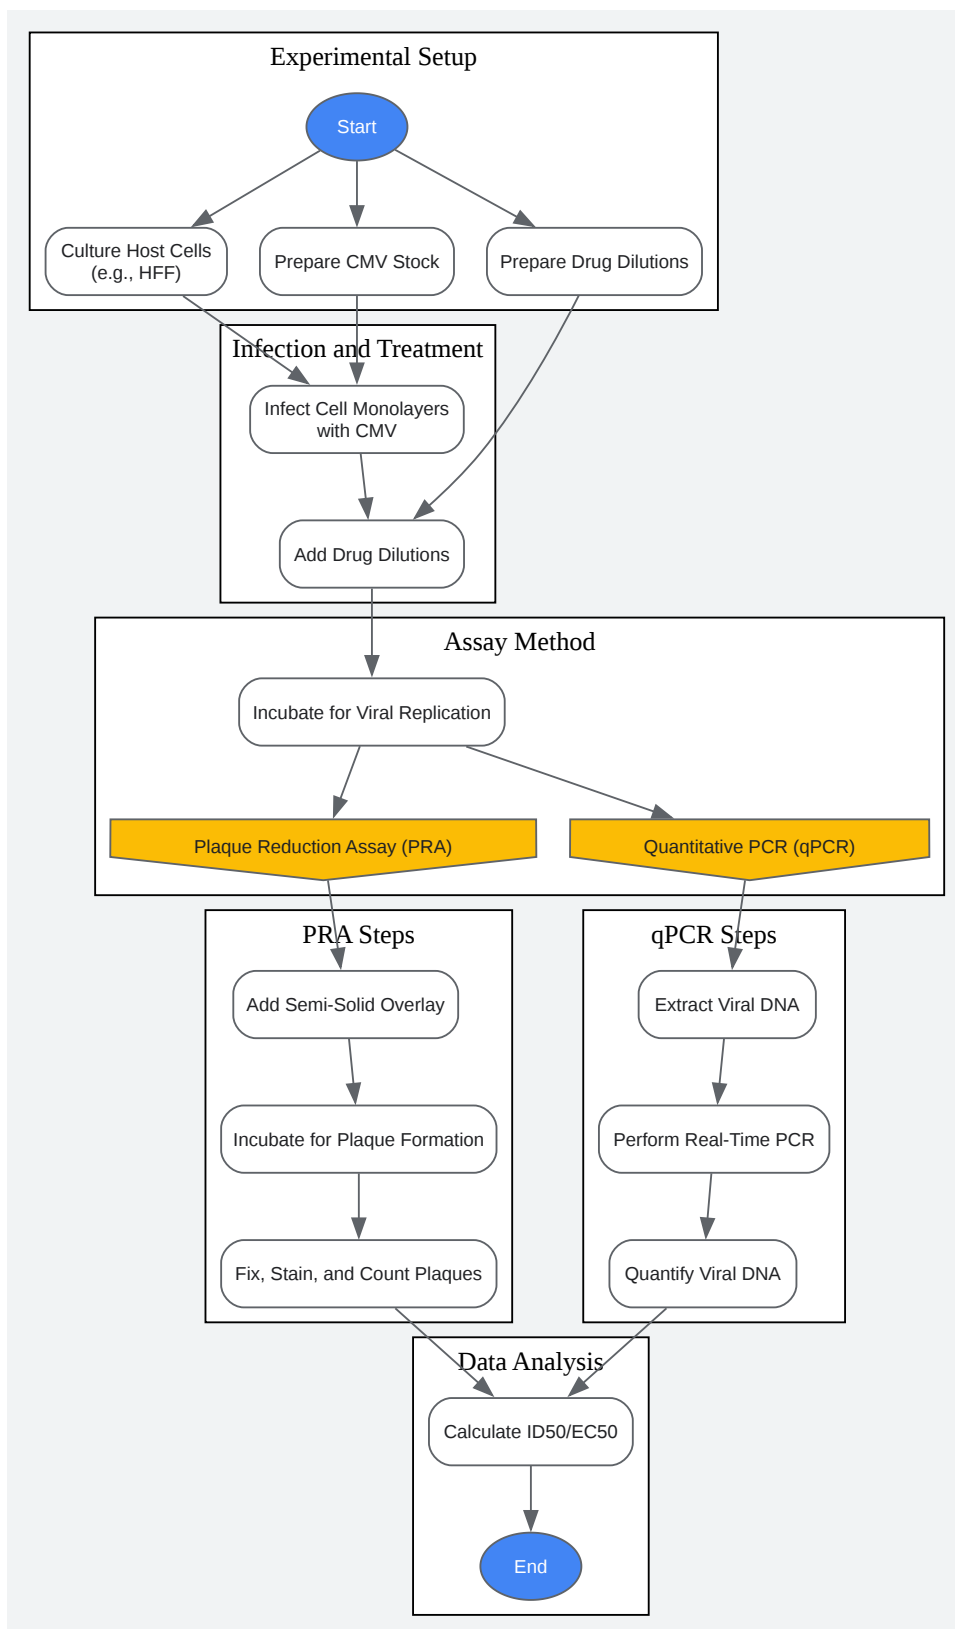 Experimental Setup
Start
Culture Host Cells
(e.g., HFF)
Prepare CMV Stock
Prepare Drug Dilutions
Infection and Treatment
Infect Cell Monolayers
with CMV
Add Drug Dilutions
Assay Method
Incubate for Viral Replication
Plaque Reduction Assay (PRA)
Quantitative PCR (qPCR)
PRA Steps
Add Semi-Solid Overlay
Incubate for Plaque Formation
Fix, Stain, and Count Plaques
qPCR Steps
Extract Viral DNA
Perform Real-Time PCR
Quantify Viral DNA
Data Analysis
Calculate ID50/EC50
End